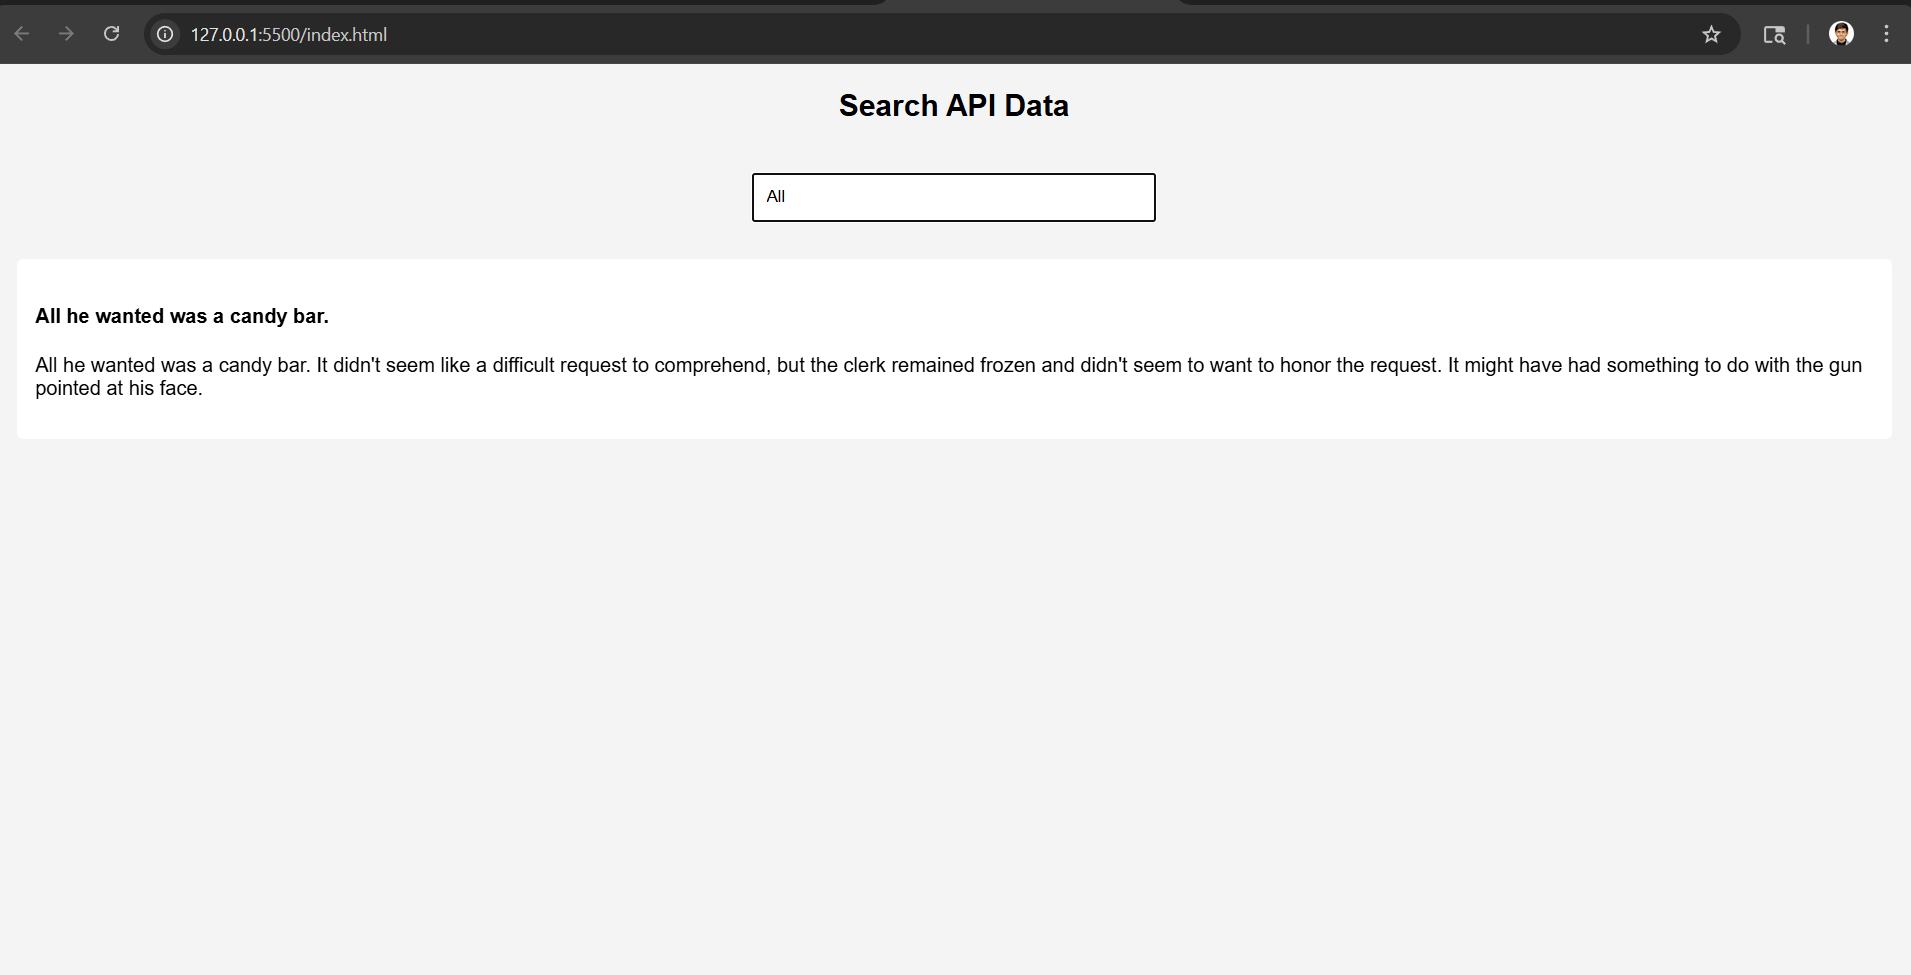 127.0.0.1:5500/index.html
Search API Data
All
All he wanted was a candy bar.
All he wanted was a candy bar. It didn't seem like a difficult request to comprehend, but the clerk remained frozen and didn't seem to want to honor the request. It might have had something to do with the gun
pointed at his face.